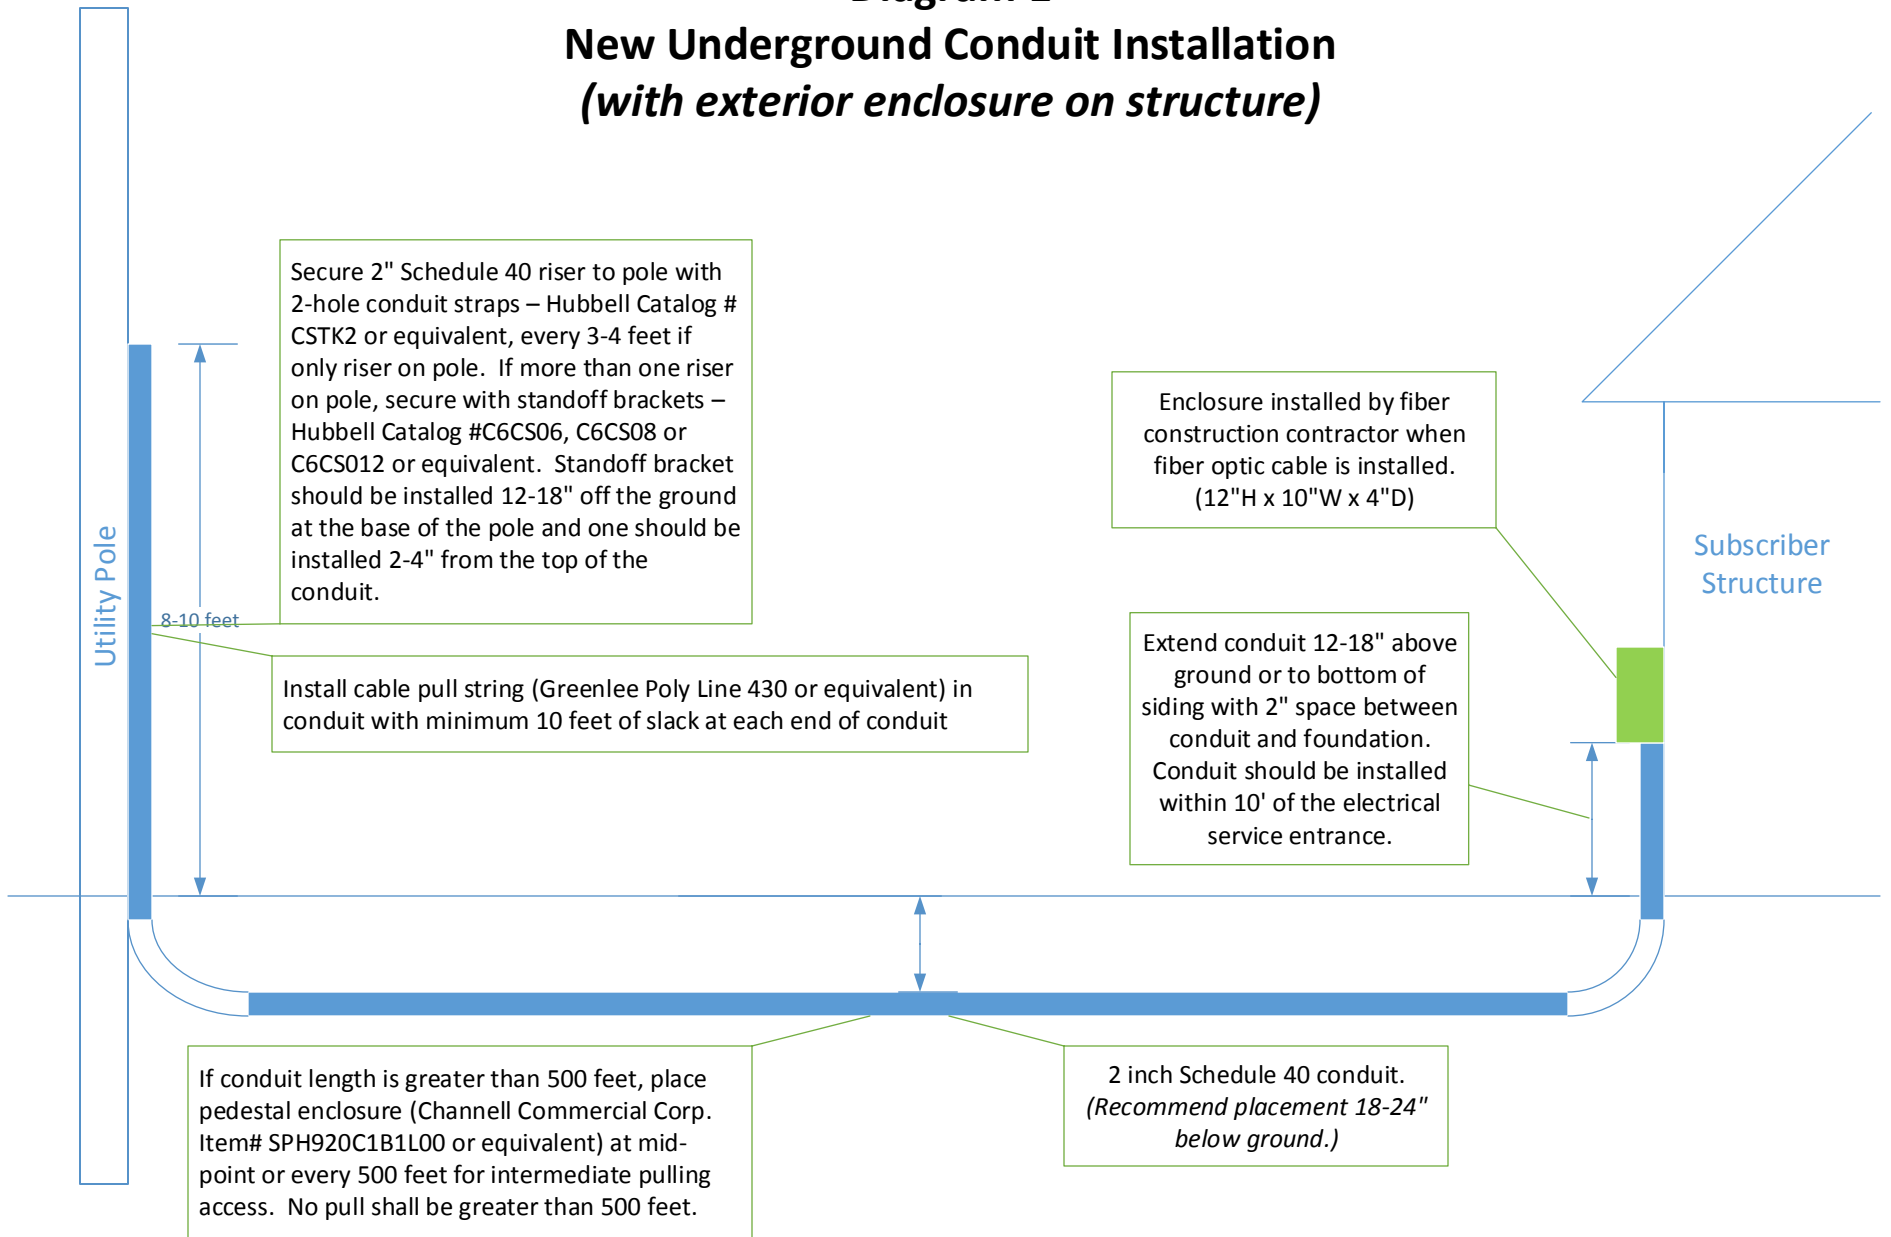 New Underground Conduit Installation
(with exterior enclosure on structure)
Secure 2" Schedule 40 riser to pole with
2-hole conduit straps – Hubbell Catalog #
CSTK2 or equivalent, every 3-4 feet if
only riser on pole.  If more than one riser
on pole, secure with standoff brackets –
Hubbell Catalog #C6CS06, C6CS08 or
C6CS012 or equivalent.  Standoff bracket
should be installed 12-18" off the ground
at the base of the pole and one should be
installed 2-4" from the top of the
conduit.
Enclosure installed by fiber
construction contractor when
fiber optic cable is installed.
(12"H x 10"W x 4"D)
Utility Pole
8-10 feet
Subscriber
Structure
Install cable pull string (Greenlee Poly Line 430 or equivalent) in
conduit with minimum 10 feet of slack at each end of conduit
Extend conduit 12-18" above
ground or to bottom of
siding with 2" space between
conduit and foundation.
Conduit should be installed
within 10' of the electrical
service entrance.
If conduit length is greater than 500 feet, place
pedestal enclosure (Channell Commercial Corp.
Item# SPH920C1B1L00 or equivalent) at mid-
point or every 500 feet for intermediate pulling
access.  No pull shall be greater than 500 feet.
2 inch Schedule 40 conduit.
(Recommend placement 18-24"
below ground.)